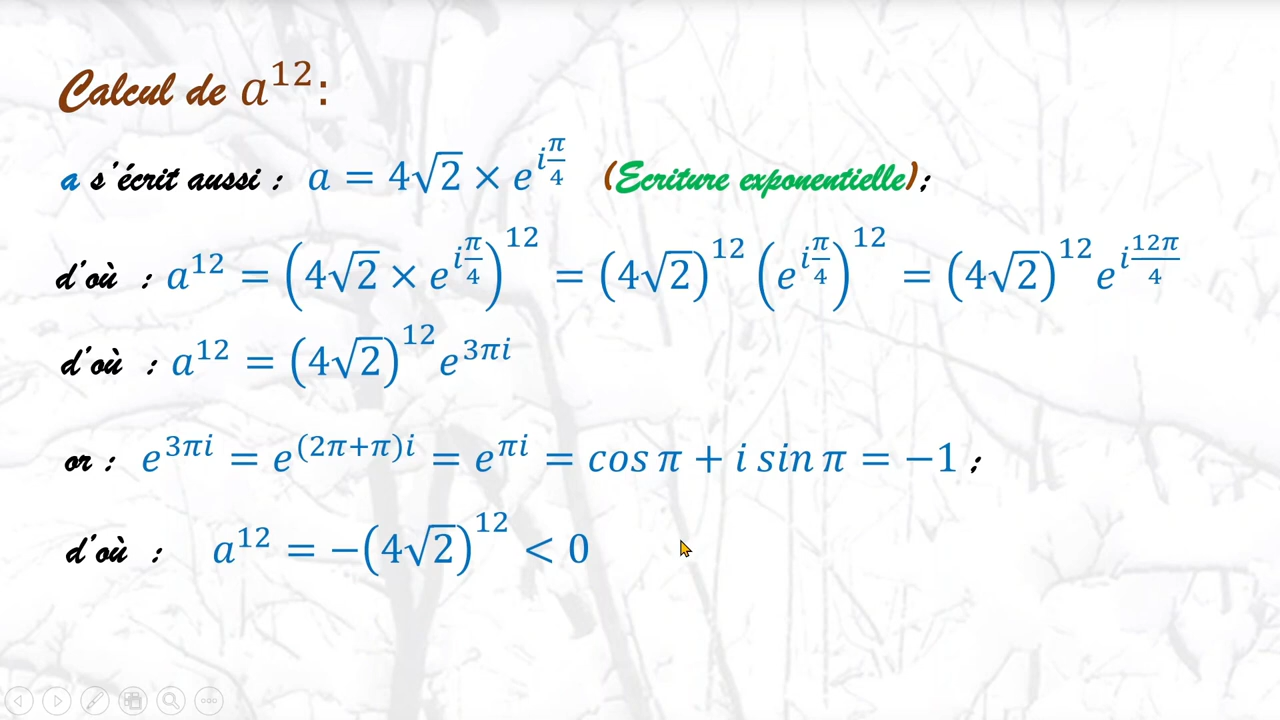 Calcul de a¹²:
a s'écrit aussi : a = 4√2 × e^(iπ/4) (Ecriture exponentielle);
d'où : a¹² = (4√2 × e^(iπ/4))¹² = (4√2)¹² (e^(iπ/4))¹² = (4√2)¹² e^(i12π/4)
d'où : a¹² = (4√2)¹² e^(3πi)
or : e^(3πi) = e^((2π+π)i) = e^(πi) = cos π + i sin π = −1 ;
d'où : a¹² = −(4√2)¹² < 0